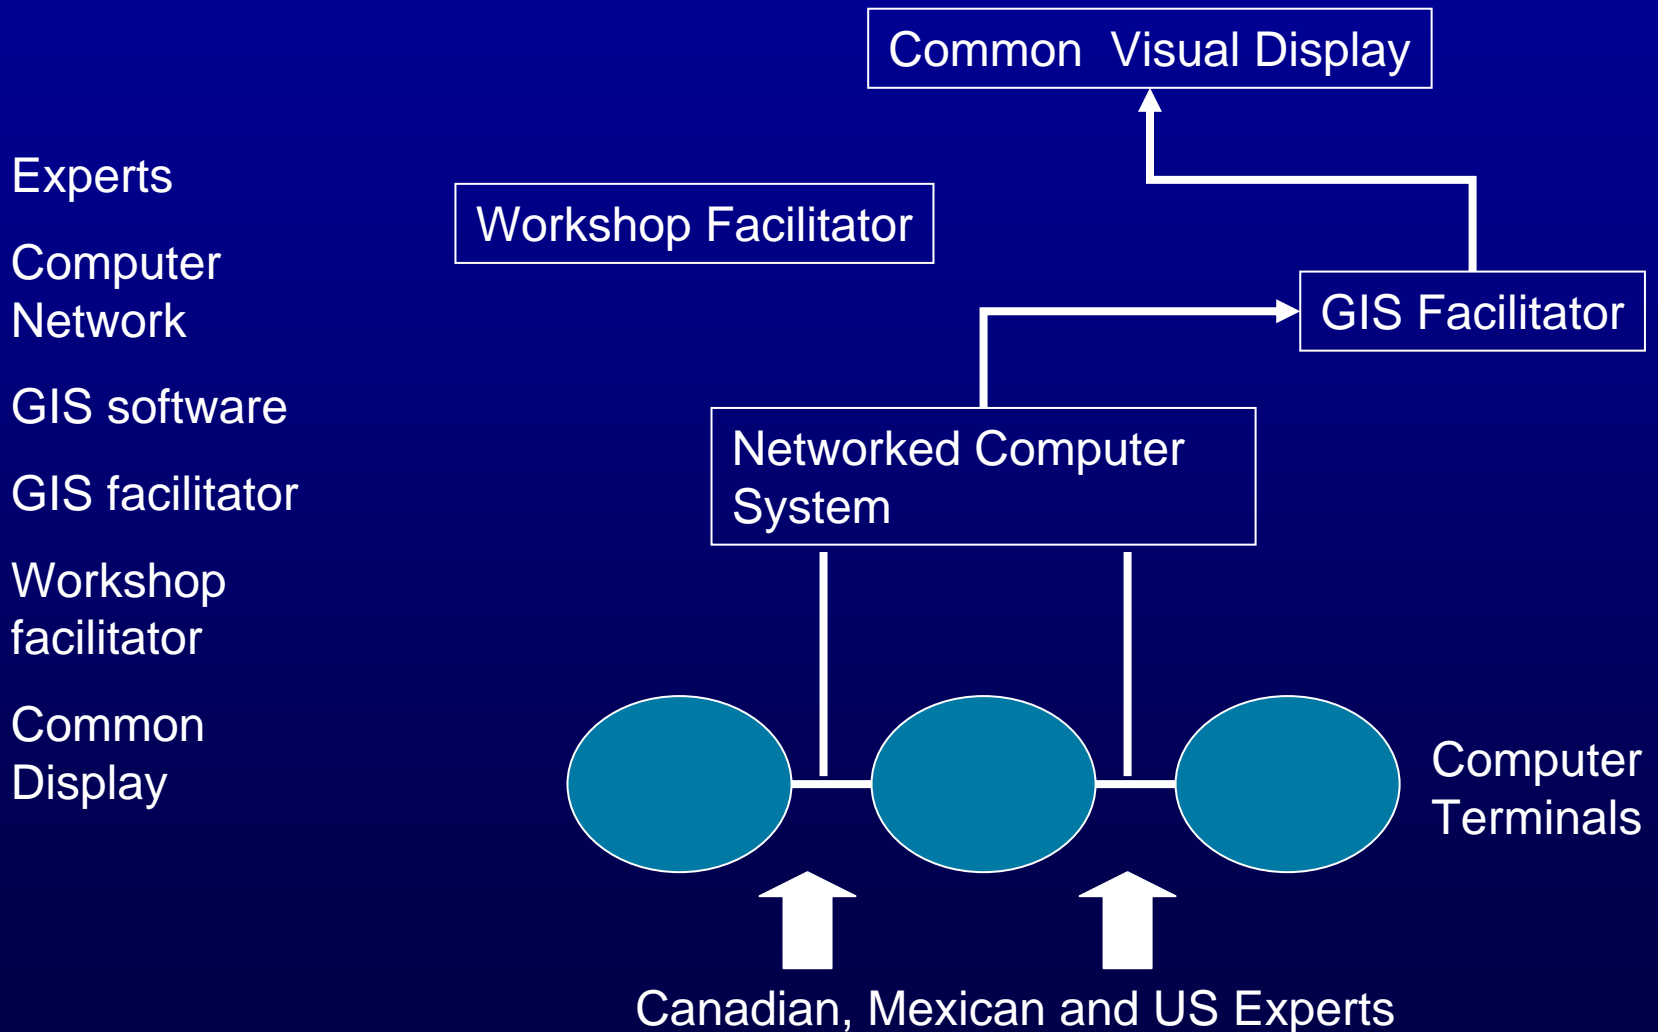 Experts
Computer
Network
GIS software
GIS facilitator
Workshop
facilitator
Common
Display
Common  Visual Display
Workshop Facilitator
GIS Facilitator
Networked Computer
System
Computer
Terminals
Canadian, Mexican and US Experts